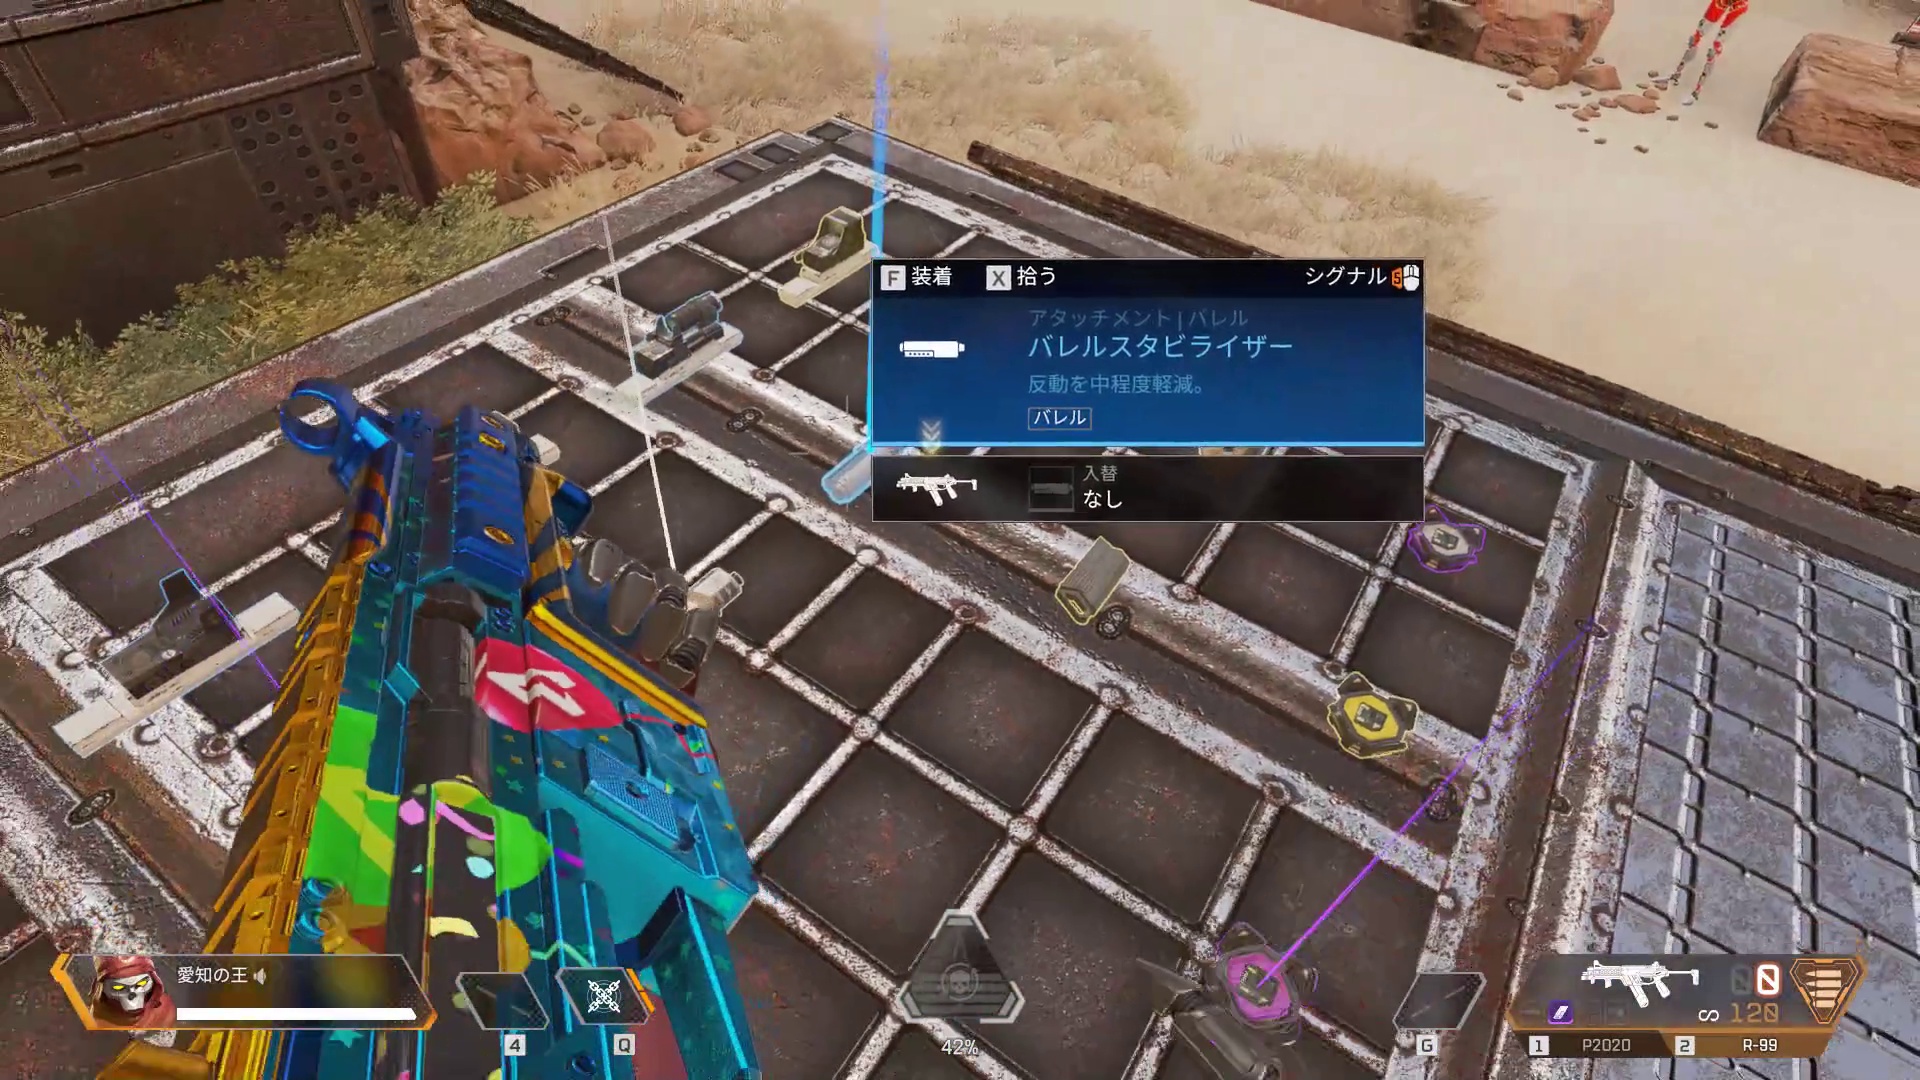 F 装着 X 拾う シグナル 5
アタッチメント | バレル
バレルスタビライザー
反動を中程度軽減。
バレル
入替
なし
愛知の王
4
Q
42%
G
0
∞ 120
1 P2020 2 R-99